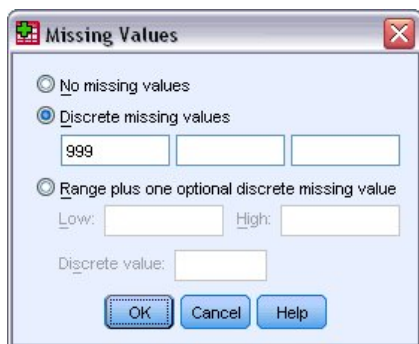 Missing Values
No missing values
Discrete missing values
999
Range plus one optional discrete missing value
Low: High:
Discrete value:
OK Cancel Help